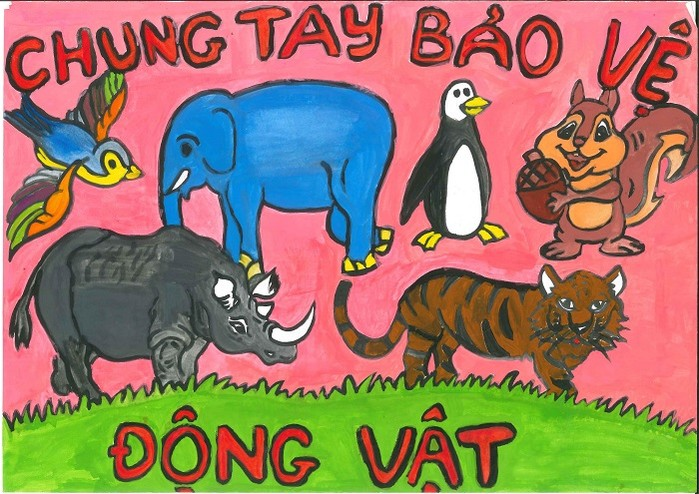 CHUNG TAY BẢO VỆ
ĐỘNG VẬT